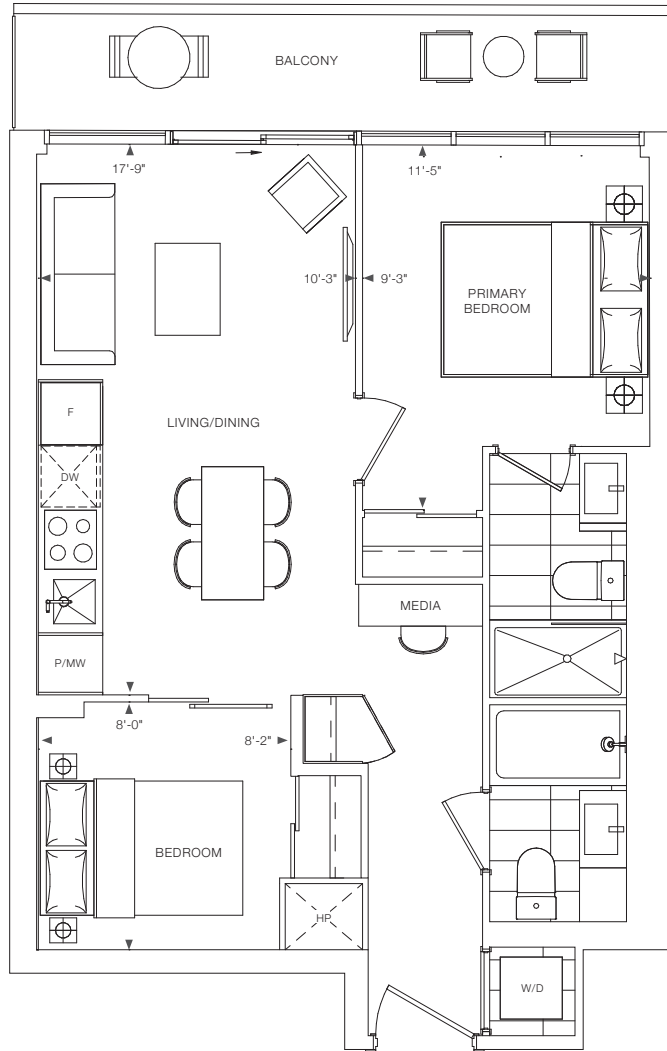 BALCONY
17'-9"
11'-5"
10'-3"
9'-3"
PRIMARY
BEDROOM
F
LIVING/DINING
DW
MEDIA
P/MW
8'-0"
8'-2"
BEDROOM
HP
W/D